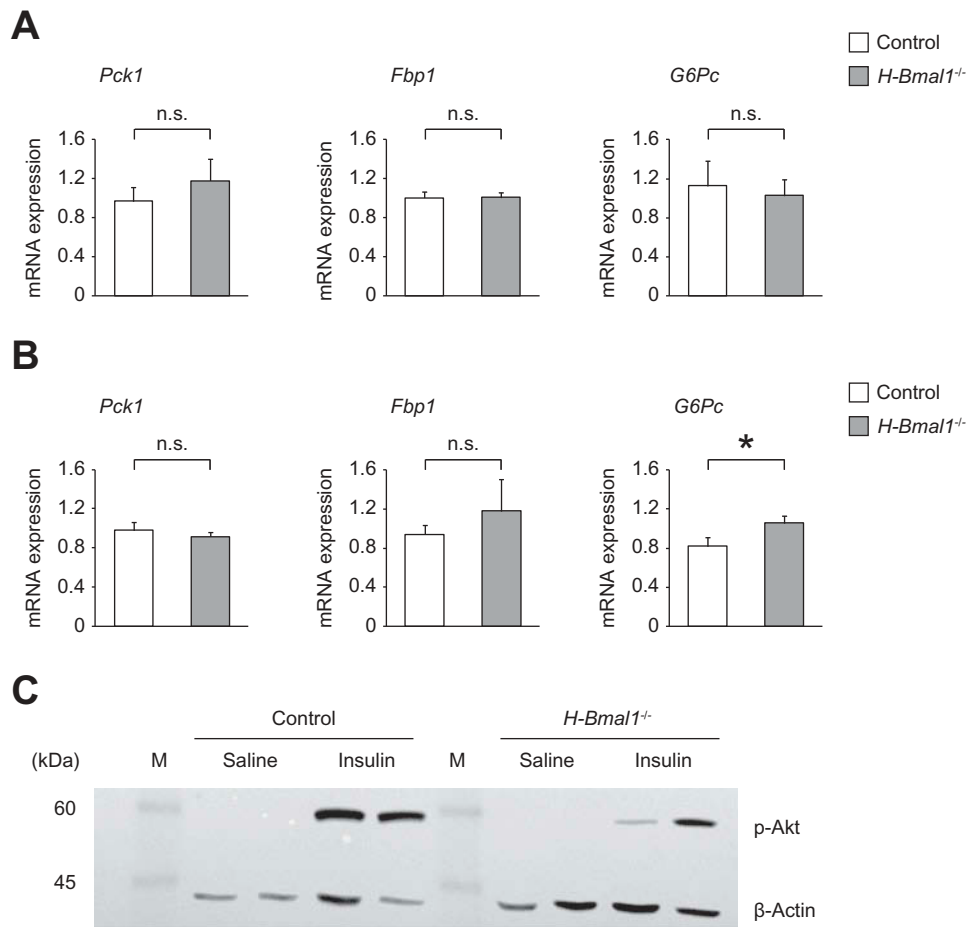 A
Control
H-Bmal1-/-
Pck1
Fbp1
G6Pc
n.s.
n.s.
n.s.
mRNA expression
1.6
1.2
0.8
0.4
0
mRNA expression
1.6
1.2
0.8
0.4
0
mRNA expression
1.6
1.2
0.8
0.4
0
B
Control
H-Bmal1-/-
Pck1
Fbp1
G6Pc
n.s.
n.s.
*
mRNA expression
1.6
1.2
0.8
0.4
0
mRNA expression
1.6
1.2
0.8
0.4
0
mRNA expression
1.6
1.2
0.8
0.4
0
C
Control
H-Bmal1-/-
(kDa) M Saline Insulin M Saline Insulin
60
p-Akt
45
β-Actin